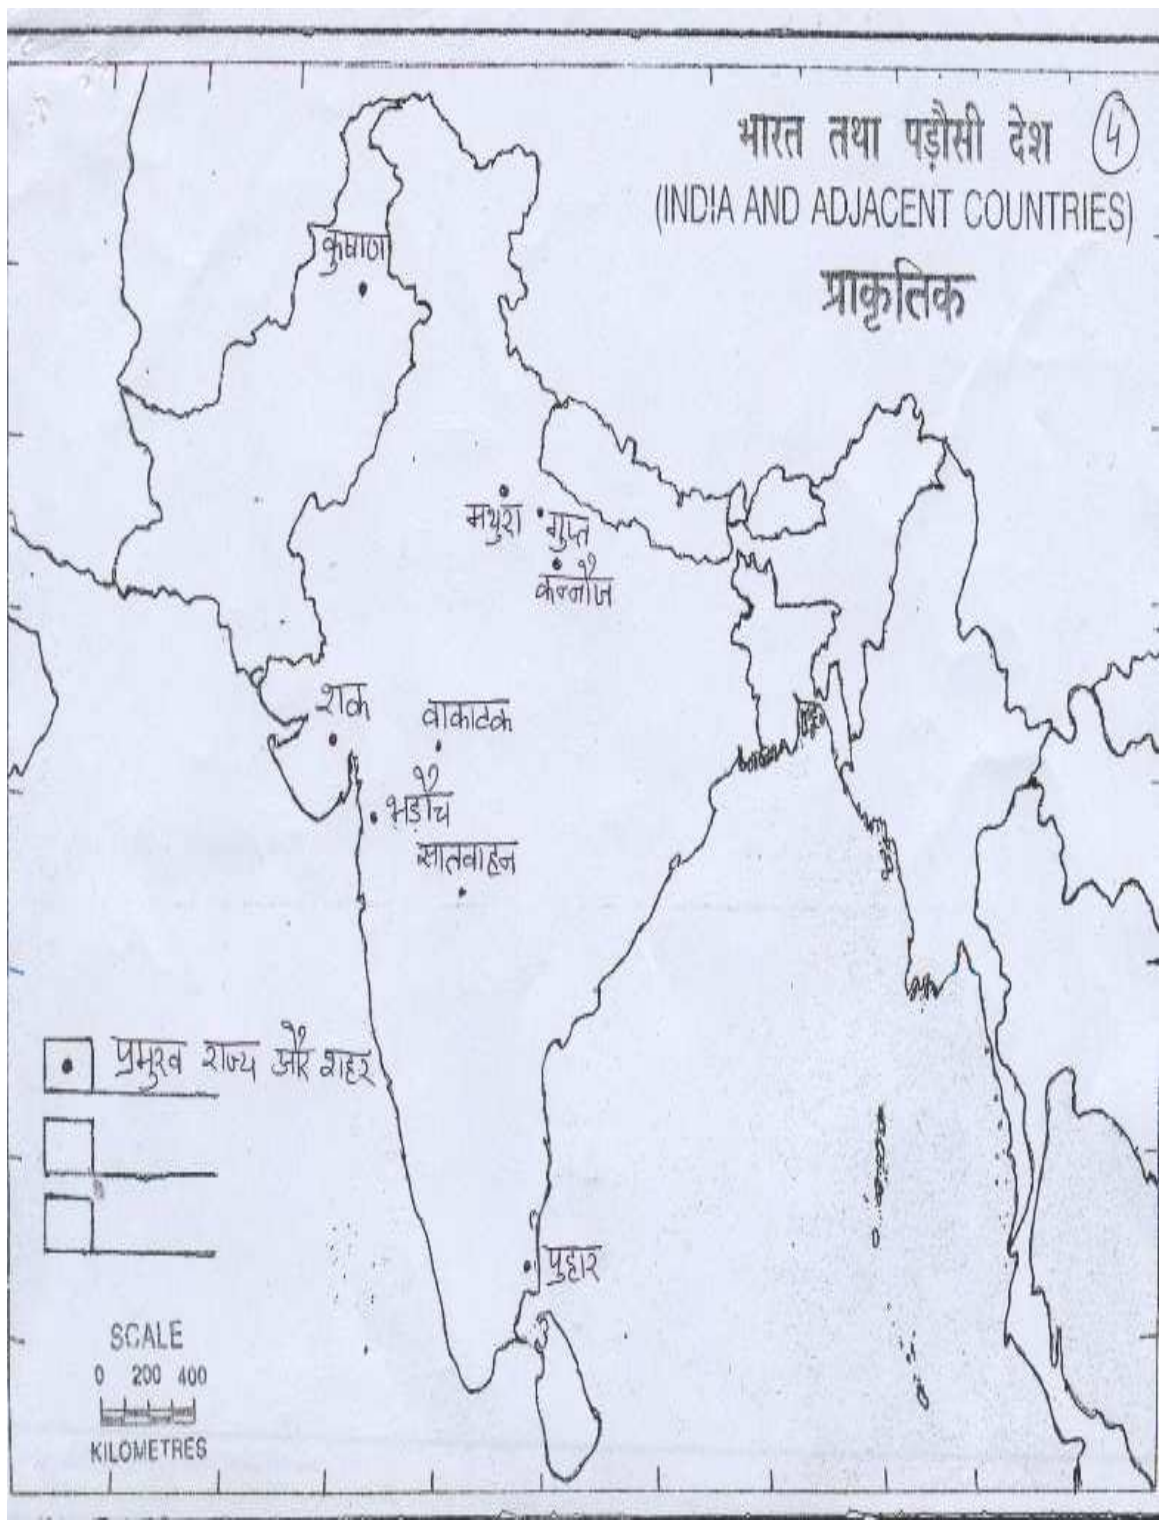 भारत तथा पड़ौसी देश
4
(INDIA AND ADJACENT COUNTRIES)
प्राकृतिक
कुषाण
मथुरा
गुप्त
कन्नौज
शक
वाकाटक
भड़ौच
सातवाहन
प्रमुख राज्य और शहर
पुहार
SCALE
0 200 400
KILOMETRES